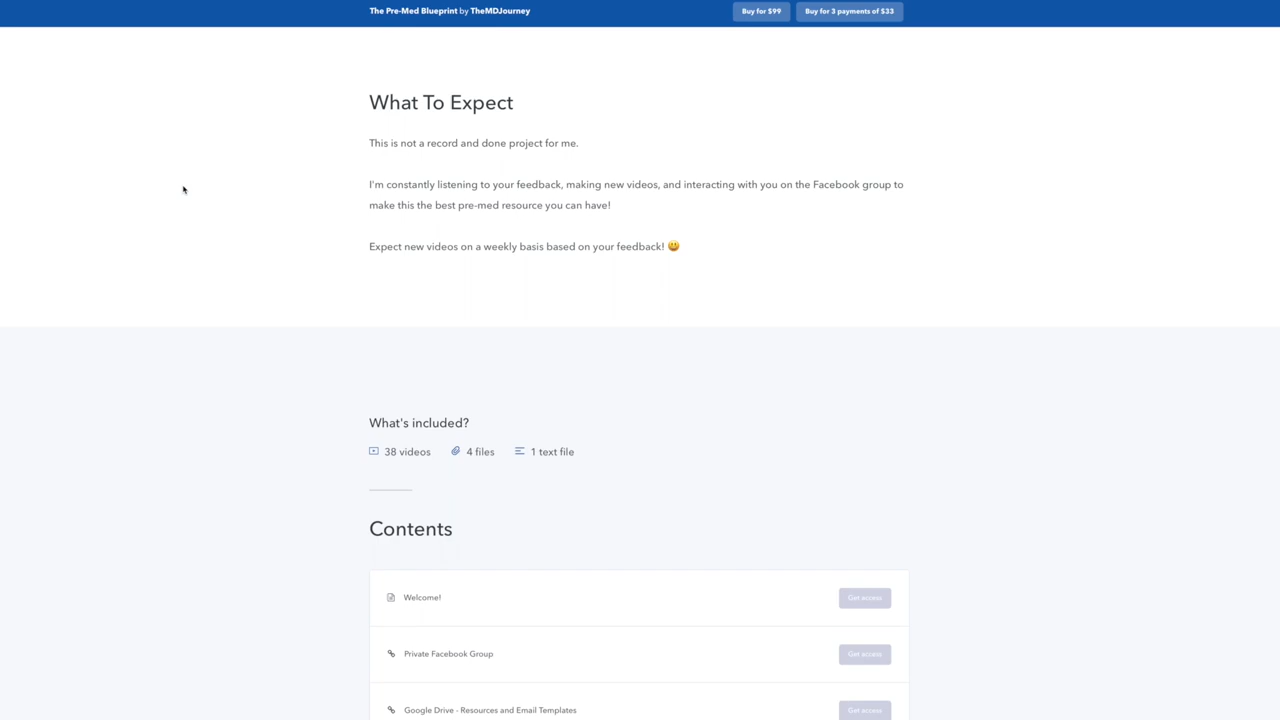 The Pre-Med Blueprint by TheMDJourney
Buy for $99
Buy for 3 payments of $33
What To Expect
This is not a record and done project for me.
I'm constantly listening to your feedback, making new videos, and interacting with you on the Facebook group to
make this the best pre-med resource you can have!
Expect new videos on a weekly basis based on your feedback! 😃
What's included?
38 videos
4 files
1 text file
Contents
Welcome!
Get access
Private Facebook Group
Get access
Google Drive - Resources and Email Templates
Get access